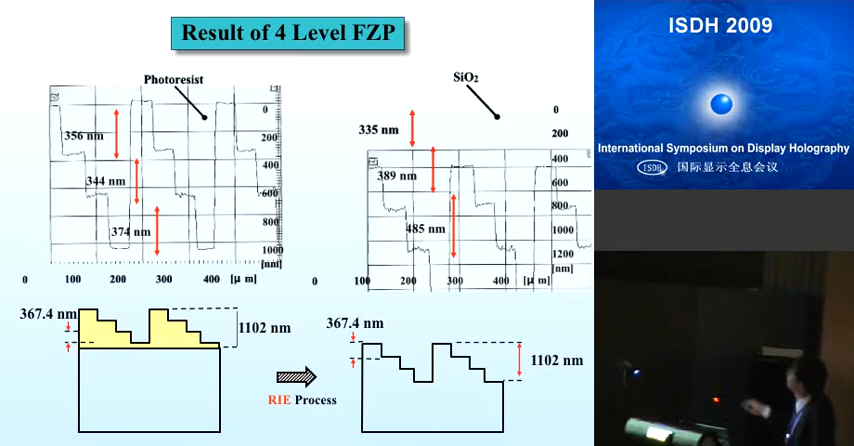 Result of 4 Level FZP
Photoresist
0
200
400
600
800
1000
[nm]
356 nm
344 nm
374 nm
0 100 200 300 400 [μ m]
SiO₂
0
200
400
600
800
1000
1200
[nm]
335 nm
389 nm
485 nm
0 100 200 300 400 [μ m]
367.4 nm
1102 nm
RIE Process
367.4 nm
1102 nm
ISDH 2009
International Symposium on Display Holography
ISDH 国际显示全息会议